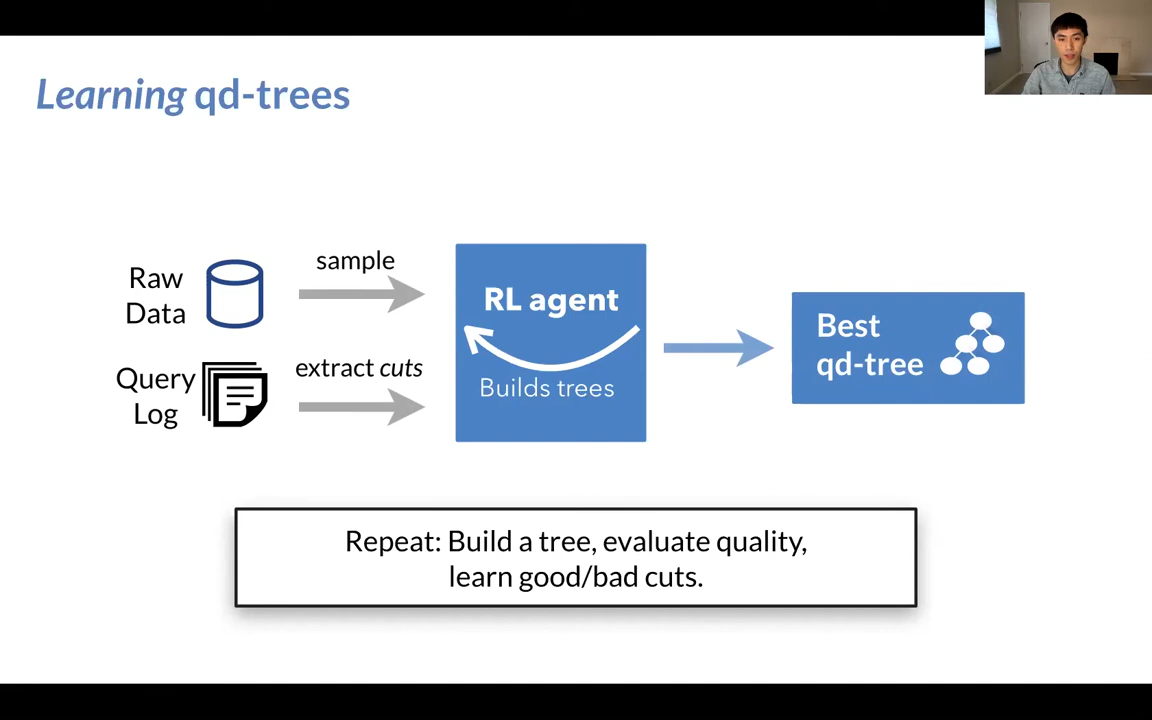 Learning qd-trees
Raw
Data
sample
Query
Log
extract cuts
RL agent
Builds trees
Best
qd-tree
Repeat: Build a tree, evaluate quality,
learn good/bad cuts.